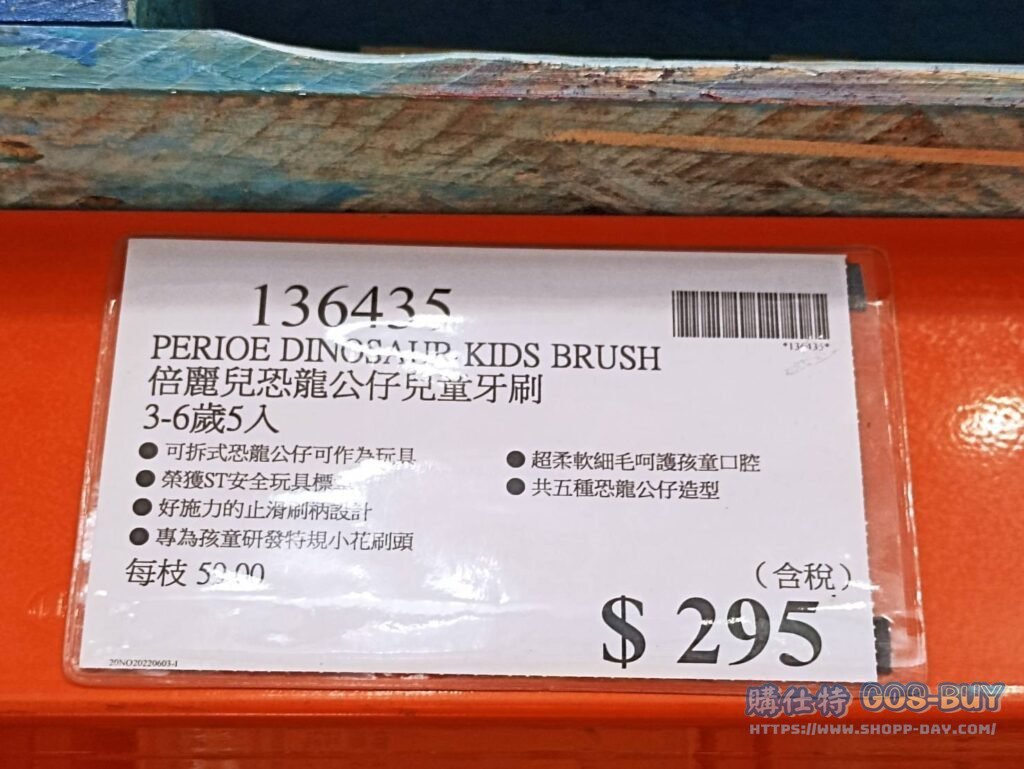 136435
*136435*
PERIOE DINOSAUR KIDS BRUSH
倍麗兒恐龍公仔兒童牙刷
3-6歲5入
●可拆式恐龍公仔可作為玩具
●榮獲ST安全玩具標
●好施力的止滑刷柄設計
●專為孩童研發特規小花刷頭
●超柔軟細毛呵護孩童口腔
●共五種恐龍公仔造型
每枝 59.00
（含稅）
$ 295
20NO20220603-1
購仕特 GOS-BUY
HTTPS://WWW.SHOPP-DAY.COM/